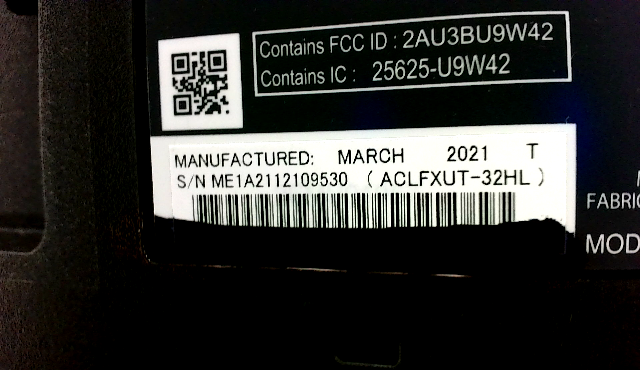 Contains FCC ID : 2AU3BU9W42
Contains IC : 25625-U9W42
MANUFACTURED: MARCH 2021 T
S/N ME1A2112109530 ( ACLFXUT-32HL )
FABRIC
MOD